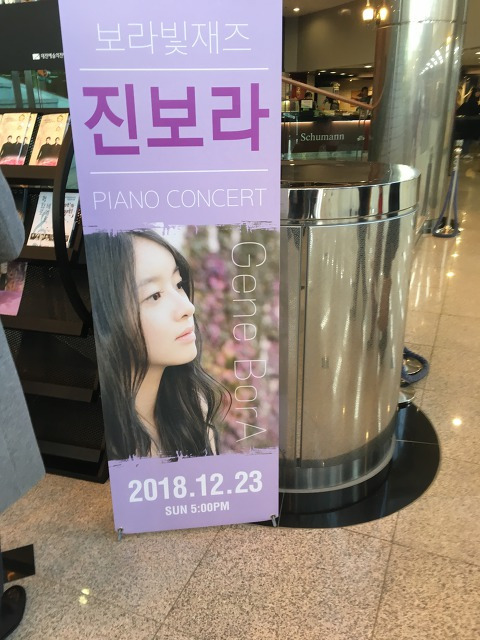 보라빛재즈
진보라
PIANO CONCERT
Gene BorA
2018.12.23
SUN 5:00PM
Schumann